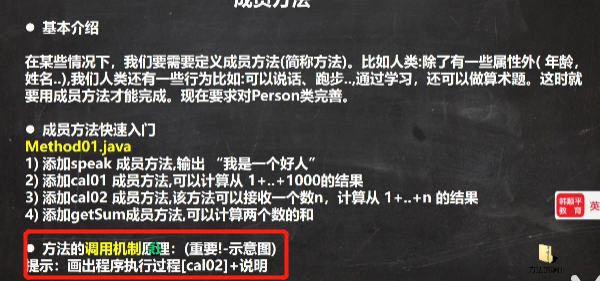 成员方法
● 基本介绍
在某些情况下，我们要需要定义成员方法(简称方法)。比如人类:除了有一些属性外( 年龄，
姓名..),我们人类还有一些行为比如:可以说话、跑步..,通过学习，还可以做算术题。这时就
要用成员方法才能完成。现在要求对Person类完善。
● 成员方法快速入门
Method01.java
1) 添加speak 成员方法,输出 “我是一个好人”
2) 添加cal01 成员方法,可以计算从 1+..+1000的结果
3) 添加cal02 成员方法,该方法可以接收一个数n，计算从 1+..+n 的结果
4) 添加getSum成员方法,可以计算两个数的和
韩顺平
教育
英
● 方法的调用机制原理：(重要!-示意图)
提示：画出程序执行过程[cal02]+说明